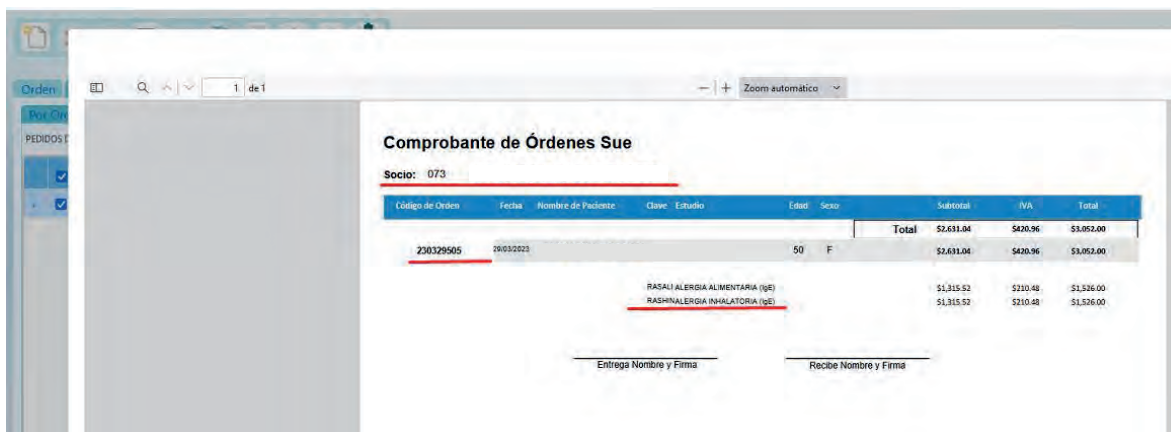 Orden
Por Ord
PEDIDOS D
1 de 1
Zoom automático
Comprobante de Órdenes Sue
Socio: 073
Código de Orden Fecha Nombre de Paciente Clave Estudio Edad Sexo Subtotal IVA Total
Total $2,631.04 $420.96 $3,052.00
230329505 29/03/2023 50 F $2,631.04 $420.96 $3,052.00
RASALI ALERGIA ALIMENTARIA (IgE) $1,315.52 $210.48 $1,526.00
RASHINALERGIA INHALATORIA (IgE) $1,315.52 $210.48 $1,526.00
Entrega Nombre y Firma Recibe Nombre y Firma